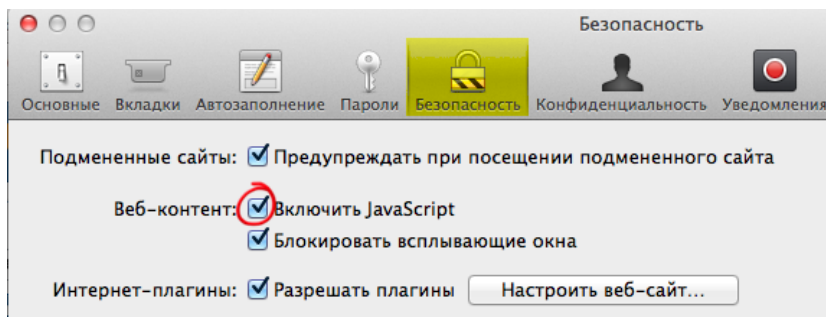 Безопасность
Основные Вкладки Автозаполнение Пароли Безопасность Конфиденциальность Уведомления
Подмененные сайты: Предупреждать при посещении подмененного сайта
Веб-контент: Включить JavaScript
Блокировать всплывающие окна
Интернет-плагины: Разрешать плагины Настроить веб-сайт...